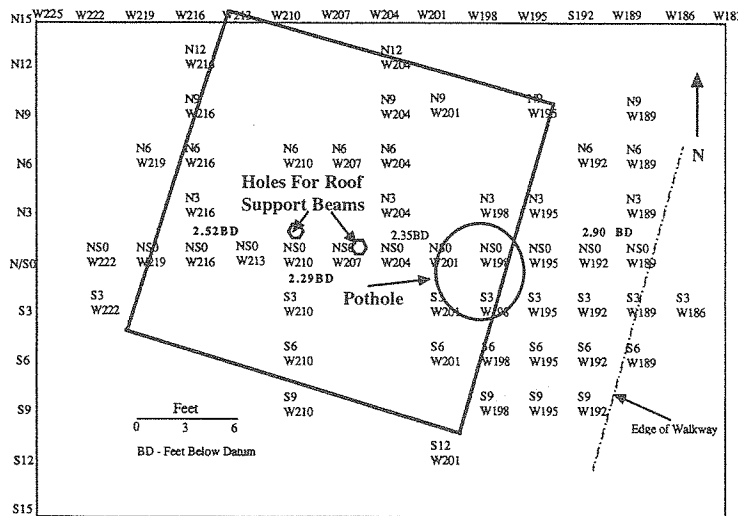 N15 W225 W222 W219 W216 W213 W210 W207 W204 W201 W198 W195 S192 W189 W186 W183
N12 N12
N12 W216 W204
N9 N9 N9 N9 N9
N9 W216 W204 W201 W195 W189
N6 N6 N6 N6 N6 N6 N6
N6 W219 W216 W210 W207 W204 W192 W189
Holes For Roof
Support Beams
N
N3 N3 N3 N3 N3
N3 W216 W204 W198 W195 W189
2.52BD 2.35BD 2.90 BD
NS0 NS0 NS0 NS0 NS0 NS0 NS0 NS0 NS0 NS0 NS0 NS0
N/S0 W222 W219 W216 W213 W210 W207 W204 W201 W198 W195 W192 W189
2.29BD
Pothole
S3 S3 S3 S3 S3 S3 S3 S3
S3 W222 W210 W201 W198 W195 W192 W189 W186
S6 S6 S6 S6 S6 S6
S6 W210 W201 W198 W195 W192 W189
S9 S9 S9 S9
S9 W210 W198 W195 W192
Feet
0 3 6
Edge of Walkway
BD - Feet Below Datum
S12
S12 W201
S15